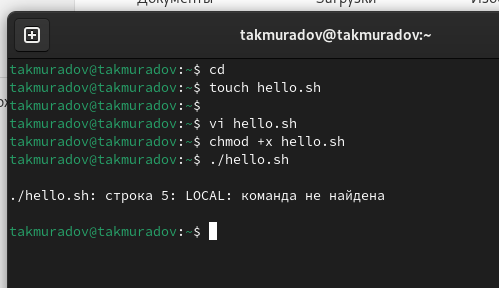 Документы Загрузки
takmuradov@takmuradov:~
takmuradov@takmuradov:~$ cd
takmuradov@takmuradov:~$ touch hello.sh
takmuradov@takmuradov:~$
takmuradov@takmuradov:~$ vi hello.sh
takmuradov@takmuradov:~$ chmod +x hello.sh
takmuradov@takmuradov:~$ ./hello.sh
./hello.sh: строка 5: LOCAL: команда не найдена
takmuradov@takmuradov:~$